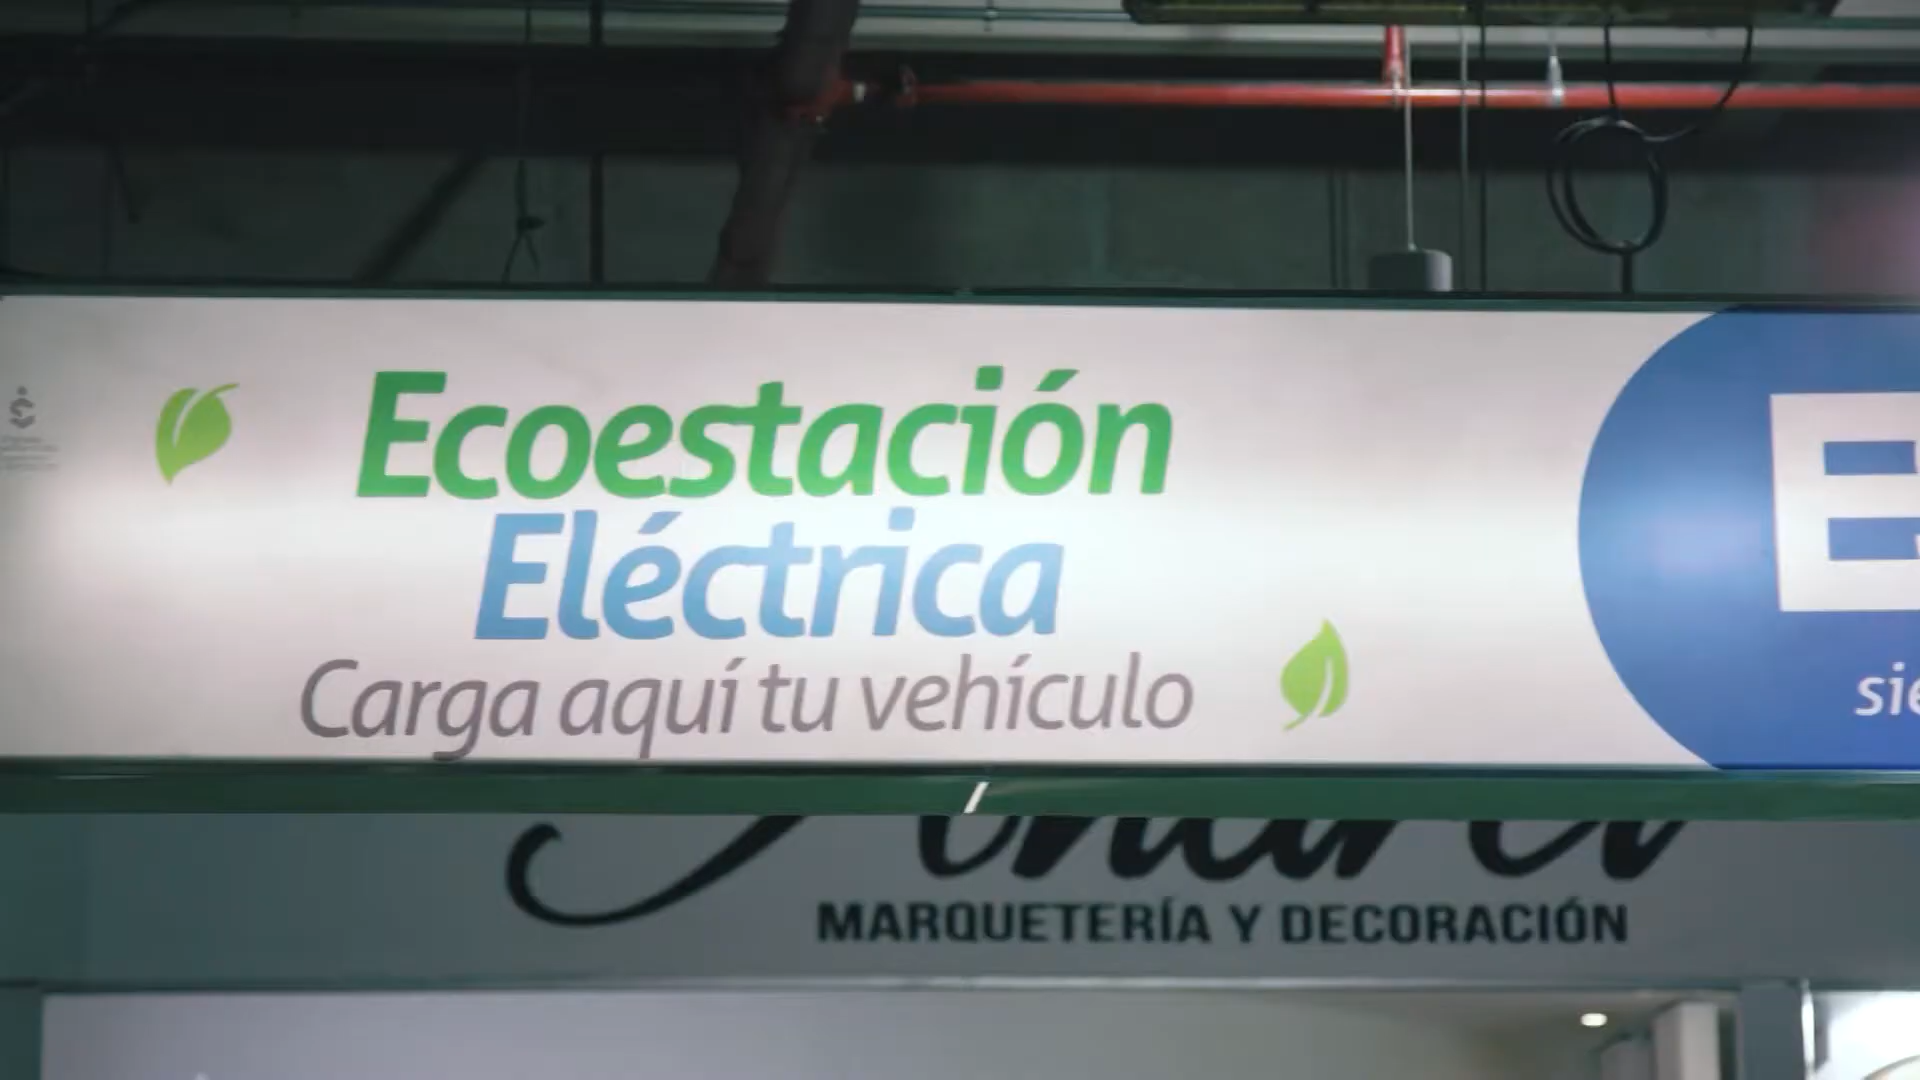 Ecoestación
Eléctrica
Carga aquí tu vehículo
MARQUETERÍA Y DECORACIÓN